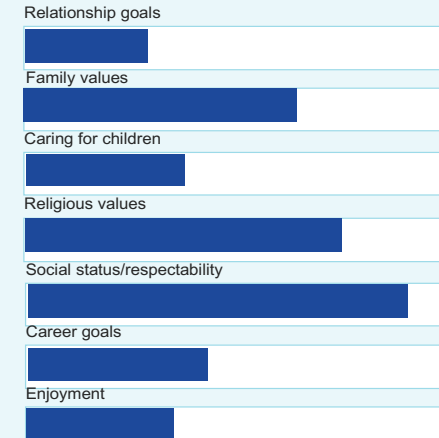 Relationship goals
Family values
Caring for children
Religious values
Social status/respectability
Career goals
Enjoyment